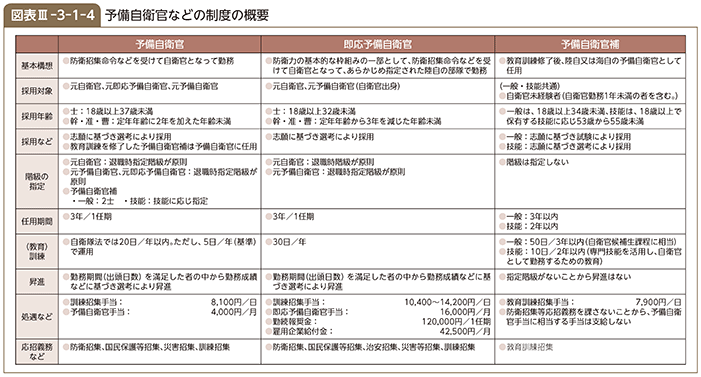 図表Ⅲ-3-1-4 予備自衛官などの制度の概要
予備自衛官 即応予備自衛官 予備自衛官補
基本構想
●防衛招集命令などを受けて自衛官となって勤務
●防衛力の基本的な枠組みの一部として、防衛招集命令などを受
けて自衛官となって、あらかじめ指定された陸自の部隊で勤務
●教育訓練修了後、陸自又は海自の予備自衛官として
任用
採用対象
●元自衛官、元即応予備自衛官、元予備自衛官
●元自衛官、元予備自衛官(自衛官出身)
(一般・技能共通)
●自衛官未経験者(自衛官勤務1年未満の者を含む。)
採用年齢
●士：18歳以上37歳未満
●幹・准・曹：定年年齢に2年を加えた年齢未満
●士：18歳以上32歳未満
●幹・准・曹：定年年齢から3年を減じた年齢未満
●一般は、18歳以上34歳未満、技能は、18歳以上で
保有する技能に応じ53歳から55歳未満
採用など
●志願に基づき選考により採用
●教育訓練を修了した予備自衛官補は予備自衛官に任用
●志願に基づき選考により採用
●一般：志願に基づき試験により採用
●技能：志願に基づき選考により採用
階級の
指定
●元自衛官：退職時指定階級が原則
●元予備自衛官、元即応予備自衛官：退職時指定階級が
原則
●予備自衛官補
・一般：2士 ・技能：技能に応じ指定
●元自衛官：退職時階級が原則
●元予備自衛官：退職時指定階級が原則
●階級は指定しない
任用期間
●3年／1任期
●3年／1任期
●一般：3年以内
●技能：2年以内
(教育)
訓練
●自衛隊法では20日／年以内。ただし、5日／年(基準)
で運用
●30日／年
●一般：50日／3年以内(自衛官候補生課程に相当)
●技能：10日／2年以内(専門技能を活用し、自衛官
として勤務するための教育)
昇進
●勤務期間(出頭日数)を満足した者の中から勤務成績
などに基づき選考により昇進
●勤務期間(出頭日数)を満足した者の中から勤務成績などに基
づき選考により昇進
●指定階級がないことから昇進はない
処遇など
●訓練招集手当： 8,100円／日
●予備自衛官手当： 4,000円／月
●訓練招集手当： 10,400～14,200円／日
●即応予備自衛官手当： 16,000円／月
●勤続報奨金： 120,000円／1任期
●雇用企業給付金： 42,500円／月
●教育訓練招集手当： 7,900円／日
●防衛招集等応招義務を課さないことから、予備自衛
官手当に相当する手当は支給しない
応招義務
など
●防衛招集、国民保護等招集、災害招集、訓練招集
●防衛招集、国民保護等招集、治安招集、災害等招集、訓練招集
●教育訓練招集